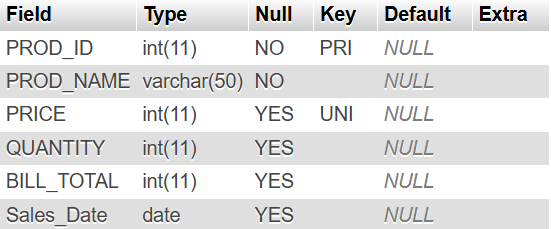 Field Type Null Key Default Extra
PROD_ID int(11) NO PRI NULL
PROD_NAME varchar(50) NO NULL
PRICE int(11) YES UNI NULL
QUANTITY int(11) YES NULL
BILL_TOTAL int(11) YES NULL
Sales_Date date YES NULL